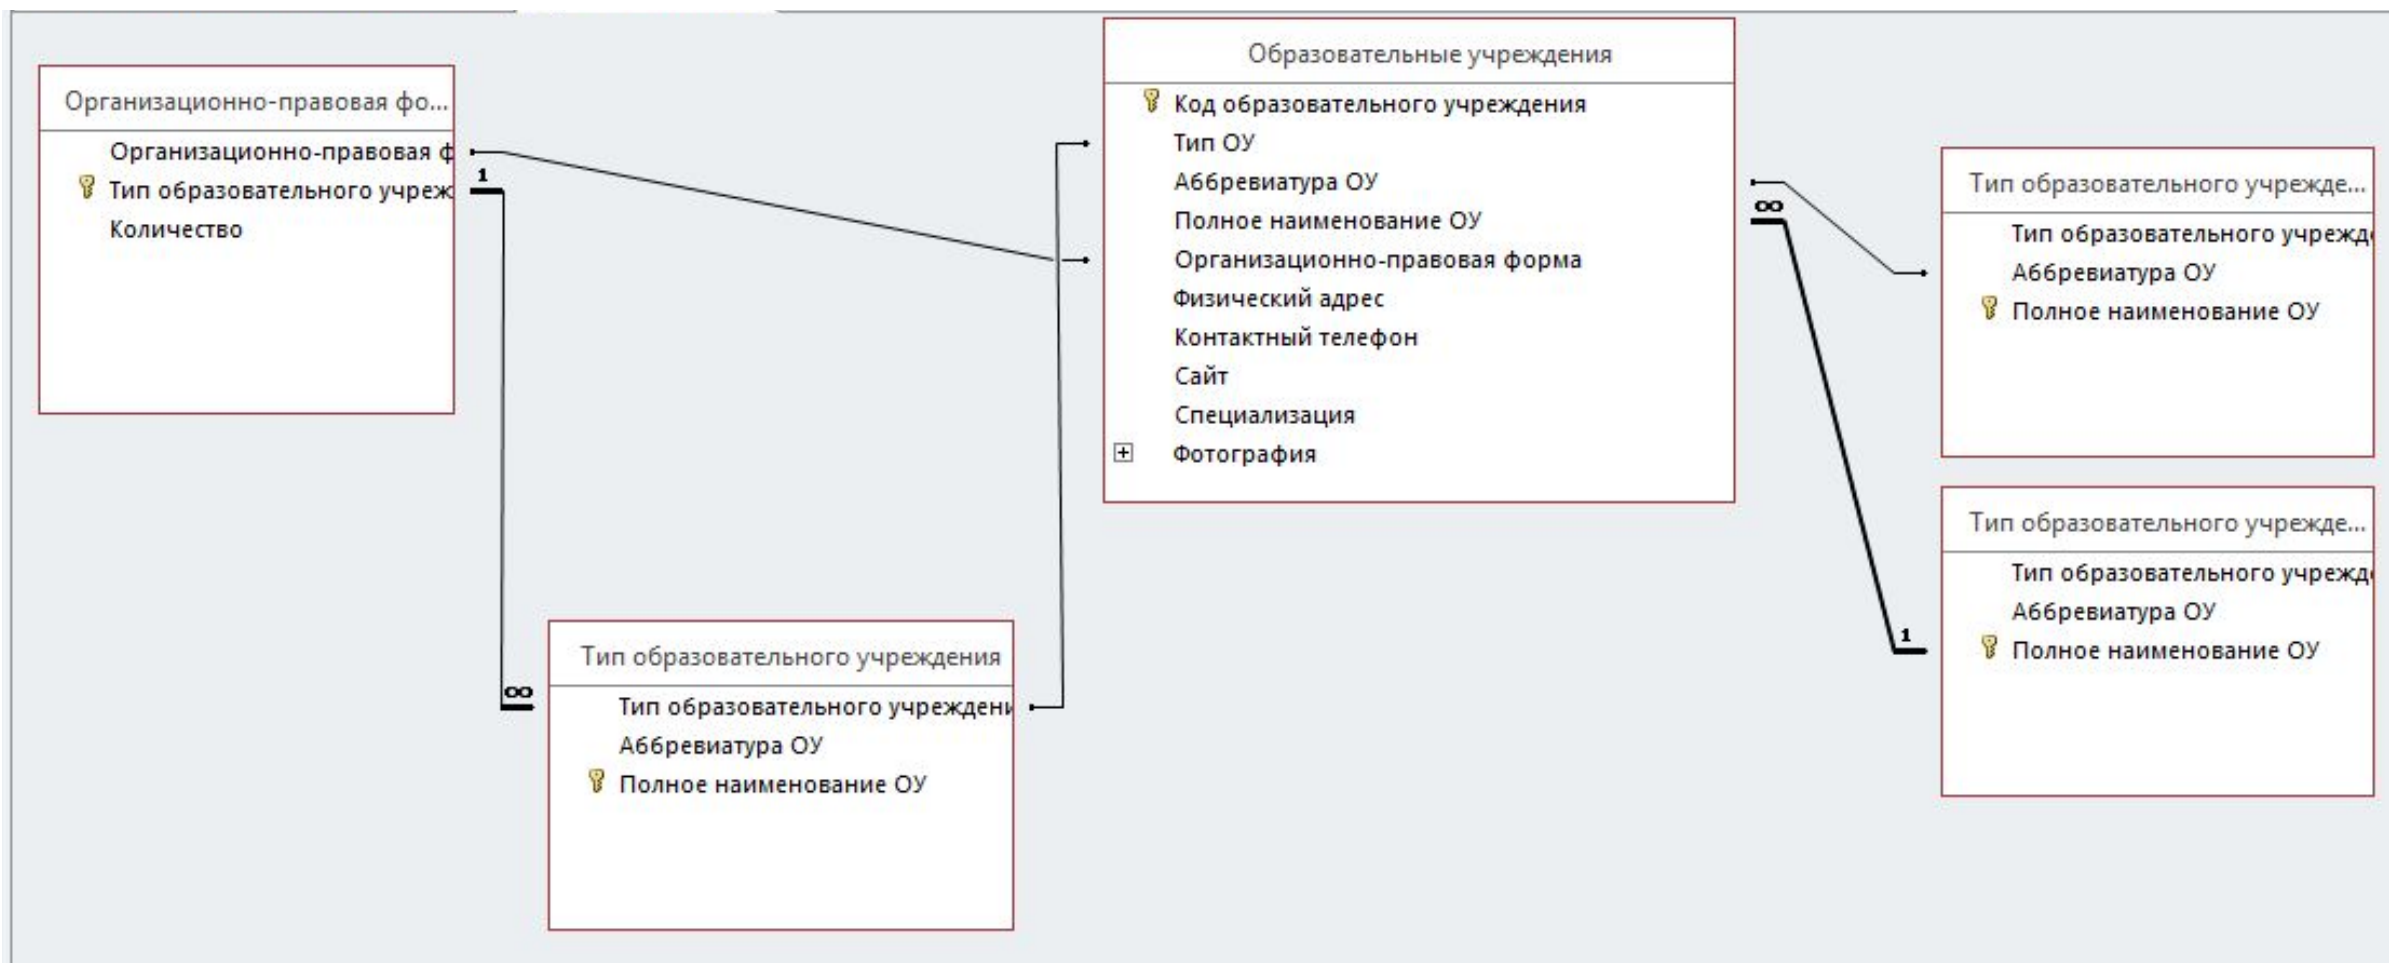 Организационно-правовая фо...
Организационно-правовая ф
Тип образовательного учреж
Количество
1
∞
Тип образовательного учреждения
Тип образовательного учреждени
Аббревиатура ОУ
Полное наименование ОУ
Образовательные учреждения
Код образовательного учреждения
Тип ОУ
Аббревиатура ОУ
Полное наименование ОУ
Организационно-правовая форма
Физический адрес
Контактный телефон
Сайт
Специализация
Фотография
∞
1
Тип образовательного учрежде...
Тип образовательного учрежд
Аббревиатура ОУ
Полное наименование ОУ
Тип образовательного учрежде...
Тип образовательного учрежд
Аббревиатура ОУ
Полное наименование ОУ